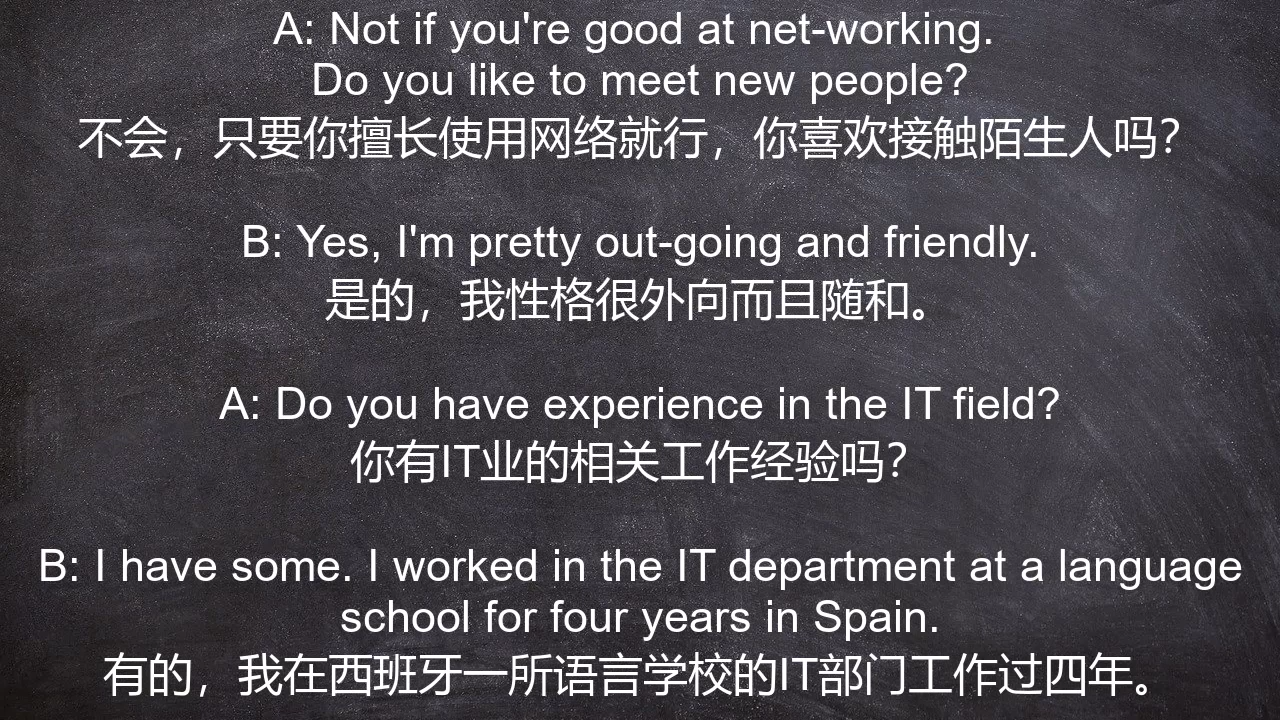 A: Not if you're good at net-working.
Do you like to meet new people?
不会，只要你擅长使用网络就行，你喜欢接触陌生人吗？
B: Yes, I'm pretty out-going and friendly.
是的，我性格很外向而且随和。
A: Do you have experience in the IT field?
你有IT业的相关工作经验吗？
B: I have some. I worked in the IT department at a language
school for four years in Spain.
有的，我在西班牙一所语言学校的IT部门工作过四年。